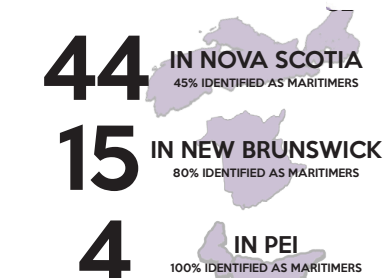 44
IN NOVA SCOTIA
45% IDENTIFIED AS MARITIMERS
15
IN NEW BRUNSWICK
80% IDENTIFIED AS MARITIMERS
4
IN PEI
100% IDENTIFIED AS MARITIMERS